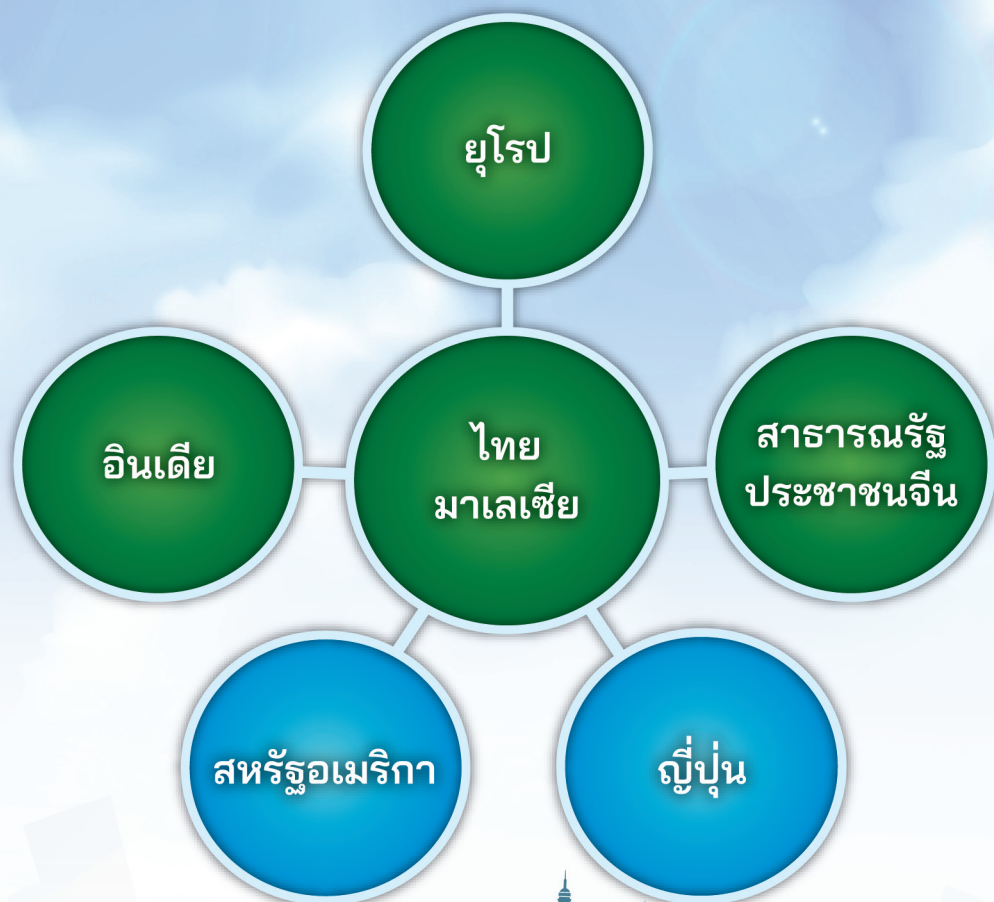 ยุโรป
อินเดีย
ไทย
มาเลเซีย
สาธารณรัฐ
ประชาชนจีน
สหรัฐอเมริกา
ญี่ปุ่น